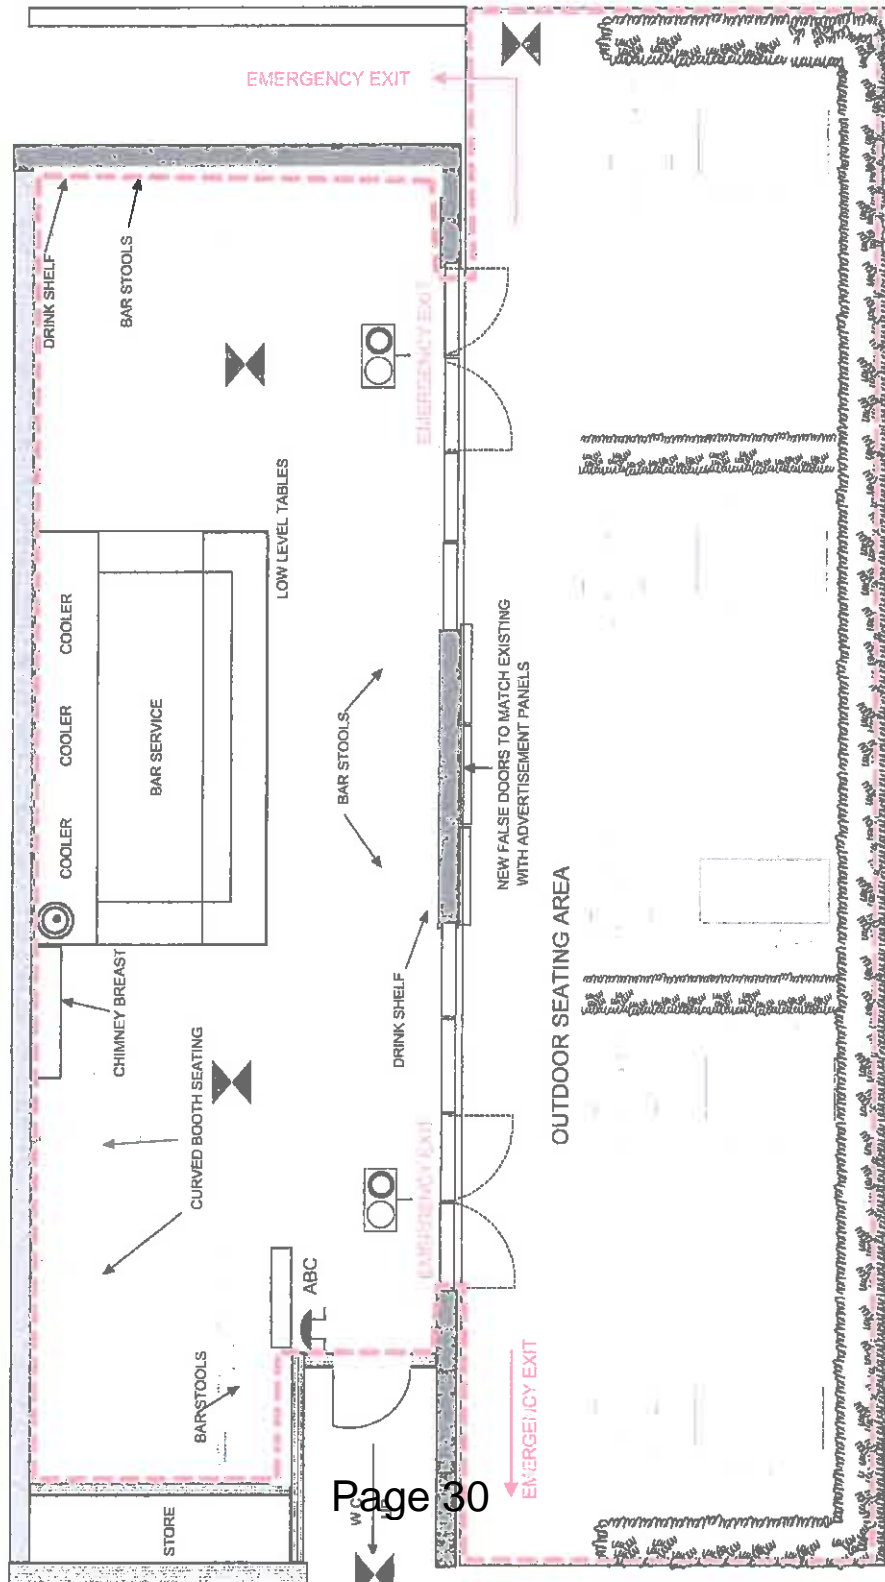 EMERGENCY EXIT
DRINK SHELF
BAR STOOLS
EMERGENCY EXIT
LOW LEVEL TABLES
COOLER
COOLER
COOLER
BAR SERVICE
BAR STOOLS
NEW FALSE DOORS TO MATCH EXISTING
WITH ADVERTISEMENT PANELS
OUTDOOR SEATING AREA
CHIMNEY BREAST
DRINK SHELF
CURVED BOOTH SEATING
EMERGENCY EXIT
ABC
BAR STOOLS
EMERGENCY EXIT
STORE
Page 30